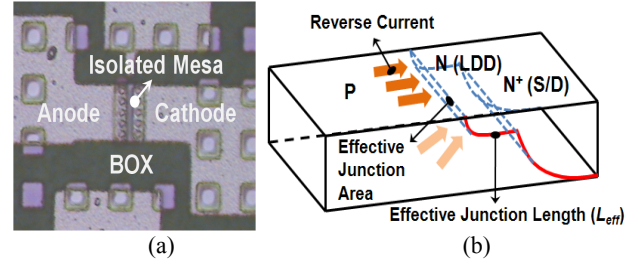 Isolated Mesa
Anode
Cathode
BOX
(a)
Reverse Current
N (LDD)
N+ (S/D)
P
Effective
Junction
Area
Effective Junction Length (Leff)
(b)